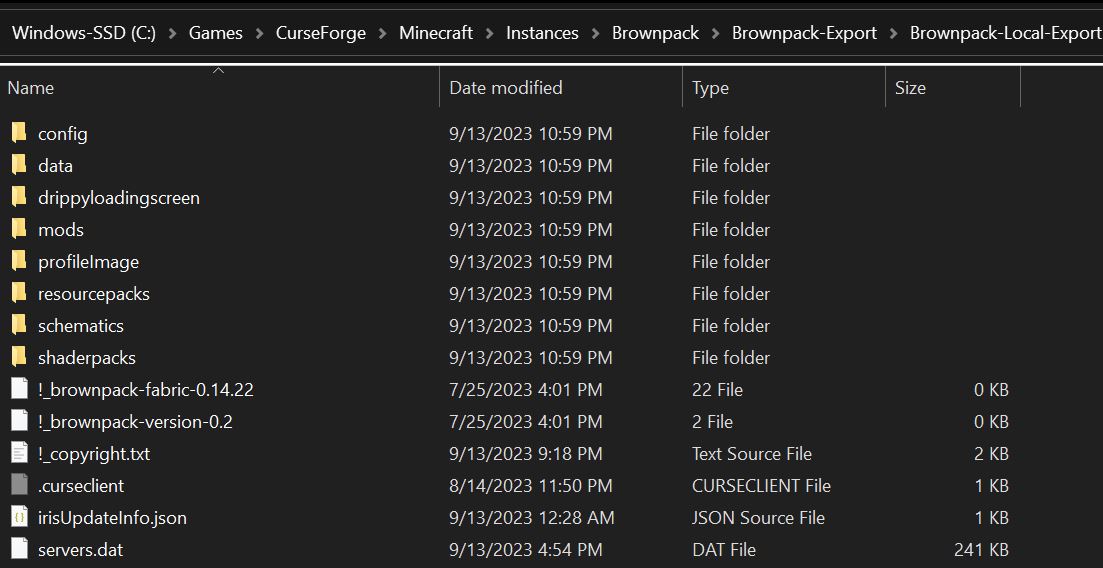 Windows-SSD (C:) > Games > CurseForge > Minecraft > Instances > Brownpack > Brownpack-Export > Brownpack-Local-Export
Name Date modified Type Size
config 9/13/2023 10:59 PM File folder
data 9/13/2023 10:59 PM File folder
drippyloadingscreen 9/13/2023 10:59 PM File folder
mods 9/13/2023 10:59 PM File folder
profileImage 9/13/2023 10:59 PM File folder
resourcepacks 9/13/2023 10:59 PM File folder
schematics 9/13/2023 10:59 PM File folder
shaderpacks 9/13/2023 10:59 PM File folder
!_brownpack-fabric-0.14.22 7/25/2023 4:01 PM 22 File 0 KB
!_brownpack-version-0.2 7/25/2023 4:01 PM 2 File 0 KB
!_copyright.txt 9/13/2023 9:18 PM Text Source File 2 KB
.curseclient 8/14/2023 11:50 PM CURSECLIENT File 1 KB
irisUpdateInfo.json 9/13/2023 12:28 AM JSON Source File 1 KB
servers.dat 9/13/2023 4:54 PM DAT File 241 KB